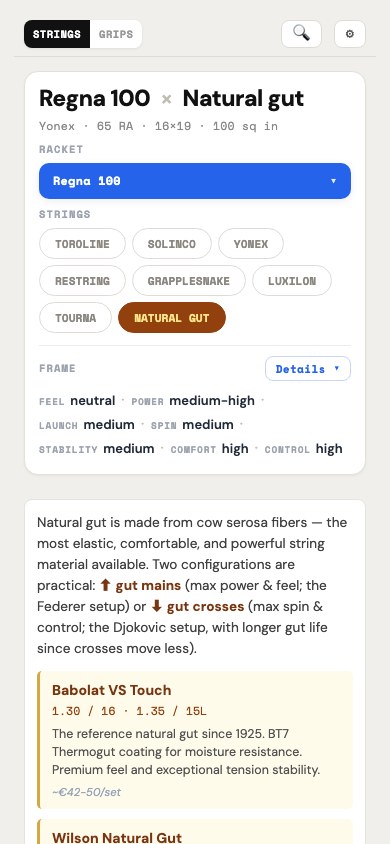 STRINGS GRIPS
Regna 100 × Natural gut
Yonex · 65 RA · 16×19 · 100 sq in
RACKET
Regna 100 ▾
STRINGS
TOROLINE SOLINCO YONEX
RESTRING GRAPPLESNAKE LUXILON
TOURNA NATURAL GUT
FRAME Details ▾
FEEL neutral · POWER medium-high ·
LAUNCH medium · SPIN medium ·
STABILITY medium · COMFORT high · CONTROL high
Natural gut is made from cow serosa fibers — the
most elastic, comfortable, and powerful string
material available. Two configurations are
practical: ⬆ gut mains (max power & feel; the
Federer setup) or ⬇ gut crosses (max spin &
control; the Djokovic setup, with longer gut life
since crosses move less).
Babolat VS Touch
1.30 / 16 · 1.35 / 15L
The reference natural gut since 1925. BT7
Thermogut coating for moisture resistance.
Premium feel and exceptional tension stability.
~€42-50/set
Wilson Natural Gut